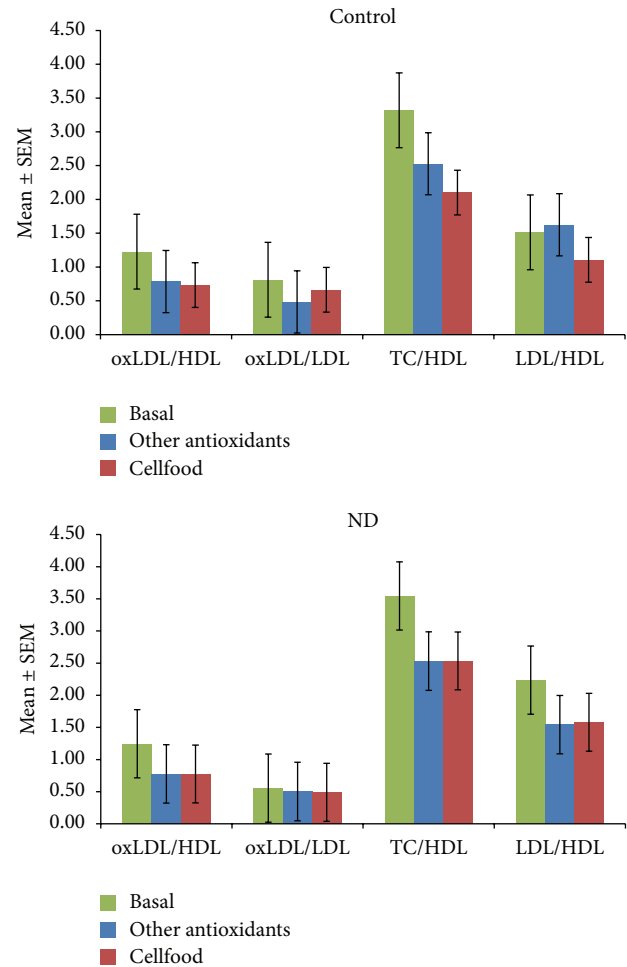 Control
Mean ± SEM
4.50
4.00
3.50
3.00
2.50
2.00
1.50
1.00
0.50
0.00
oxLDL/HDL oxLDL/LDL TC/HDL LDL/HDL
Basal
Other antioxidants
Cellfood
ND
Mean ± SEM
4.50
4.00
3.50
3.00
2.50
2.00
1.50
1.00
0.50
0.00
oxLDL/HDL oxLDL/LDL TC/HDL LDL/HDL
Basal
Other antioxidants
Cellfood